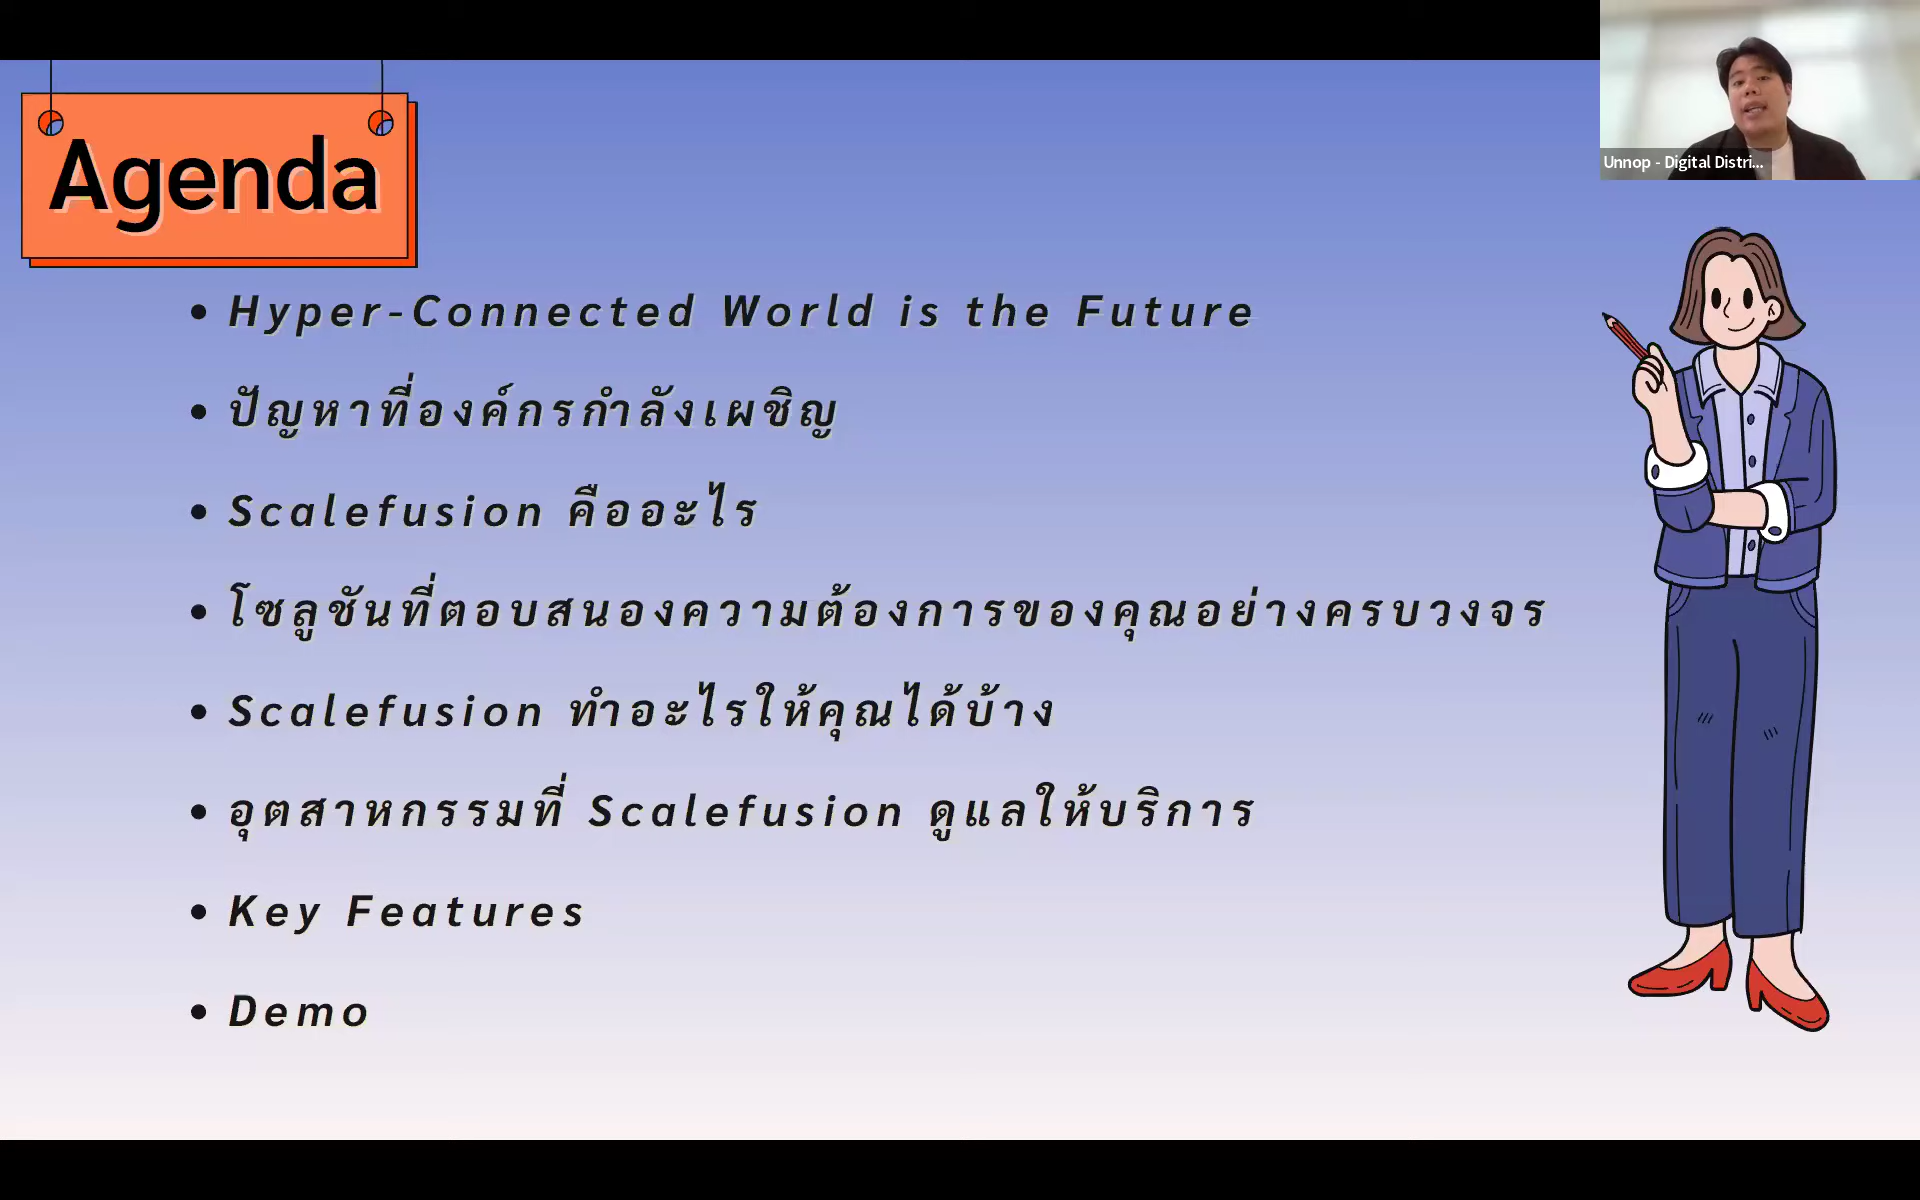 Agenda
Unnop - Digital Distri...
• Hyper-Connected World is the Future
• ปัญหาที่องค์กรกำลังเผชิญ
• Scalefusion คืออะไร
• โซลูชันที่ตอบสนองความต้องการของคุณอย่างครบวงจร
• Scalefusion ทำอะไรให้คุณได้บ้าง
• อุตสาหกรรมที่ Scalefusion ดูแลให้บริการ
• Key Features
• Demo